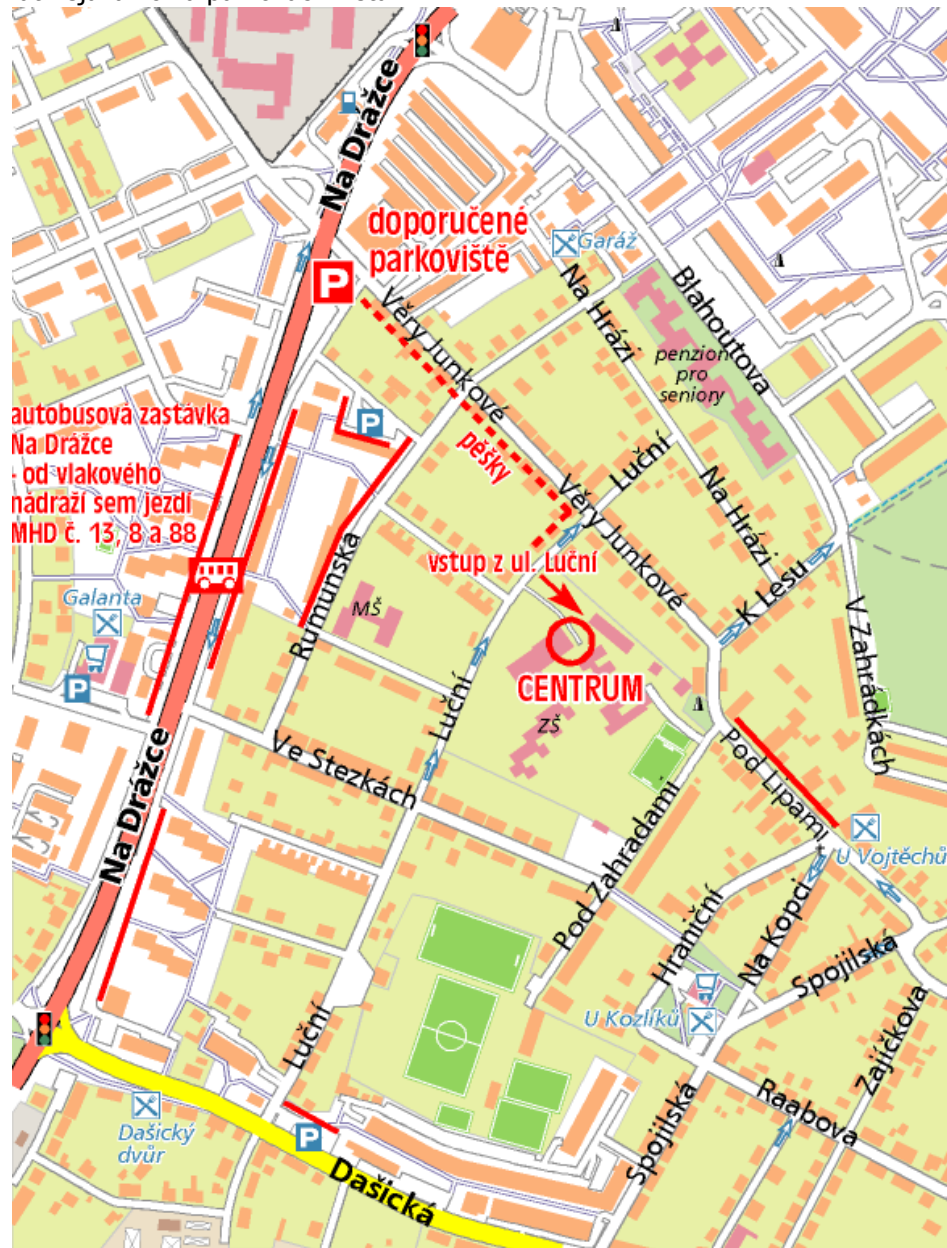 Na Drážce
doporučené
parkoviště
P
Garáž
Na Hrázi
Blahoutova
Věry Junkové
penzion
pro
seniory
autobusová zastávka
Na Drážce
- od vlakového
nádraží sem jezdí
MHD č. 13, 8 a 88
P
pěšky
Luční
Věry Junkové
Na Hrázi
vstup z ul. Luční
K Lesu
Galanta
Rumunská
MŠ
P
CENTRUM
ZŠ
Luční
V Zahrádkách
Ve Stezkách
Na Drážce
Pod Lipami
U Vojtěchů
Pod Zahradami
Hraniční
Na Kopci
Spojilská
U Kozlíků
Zajíčkova
Luční
Raabova
Spojilská
Dašický
dvůr
P
Dašická